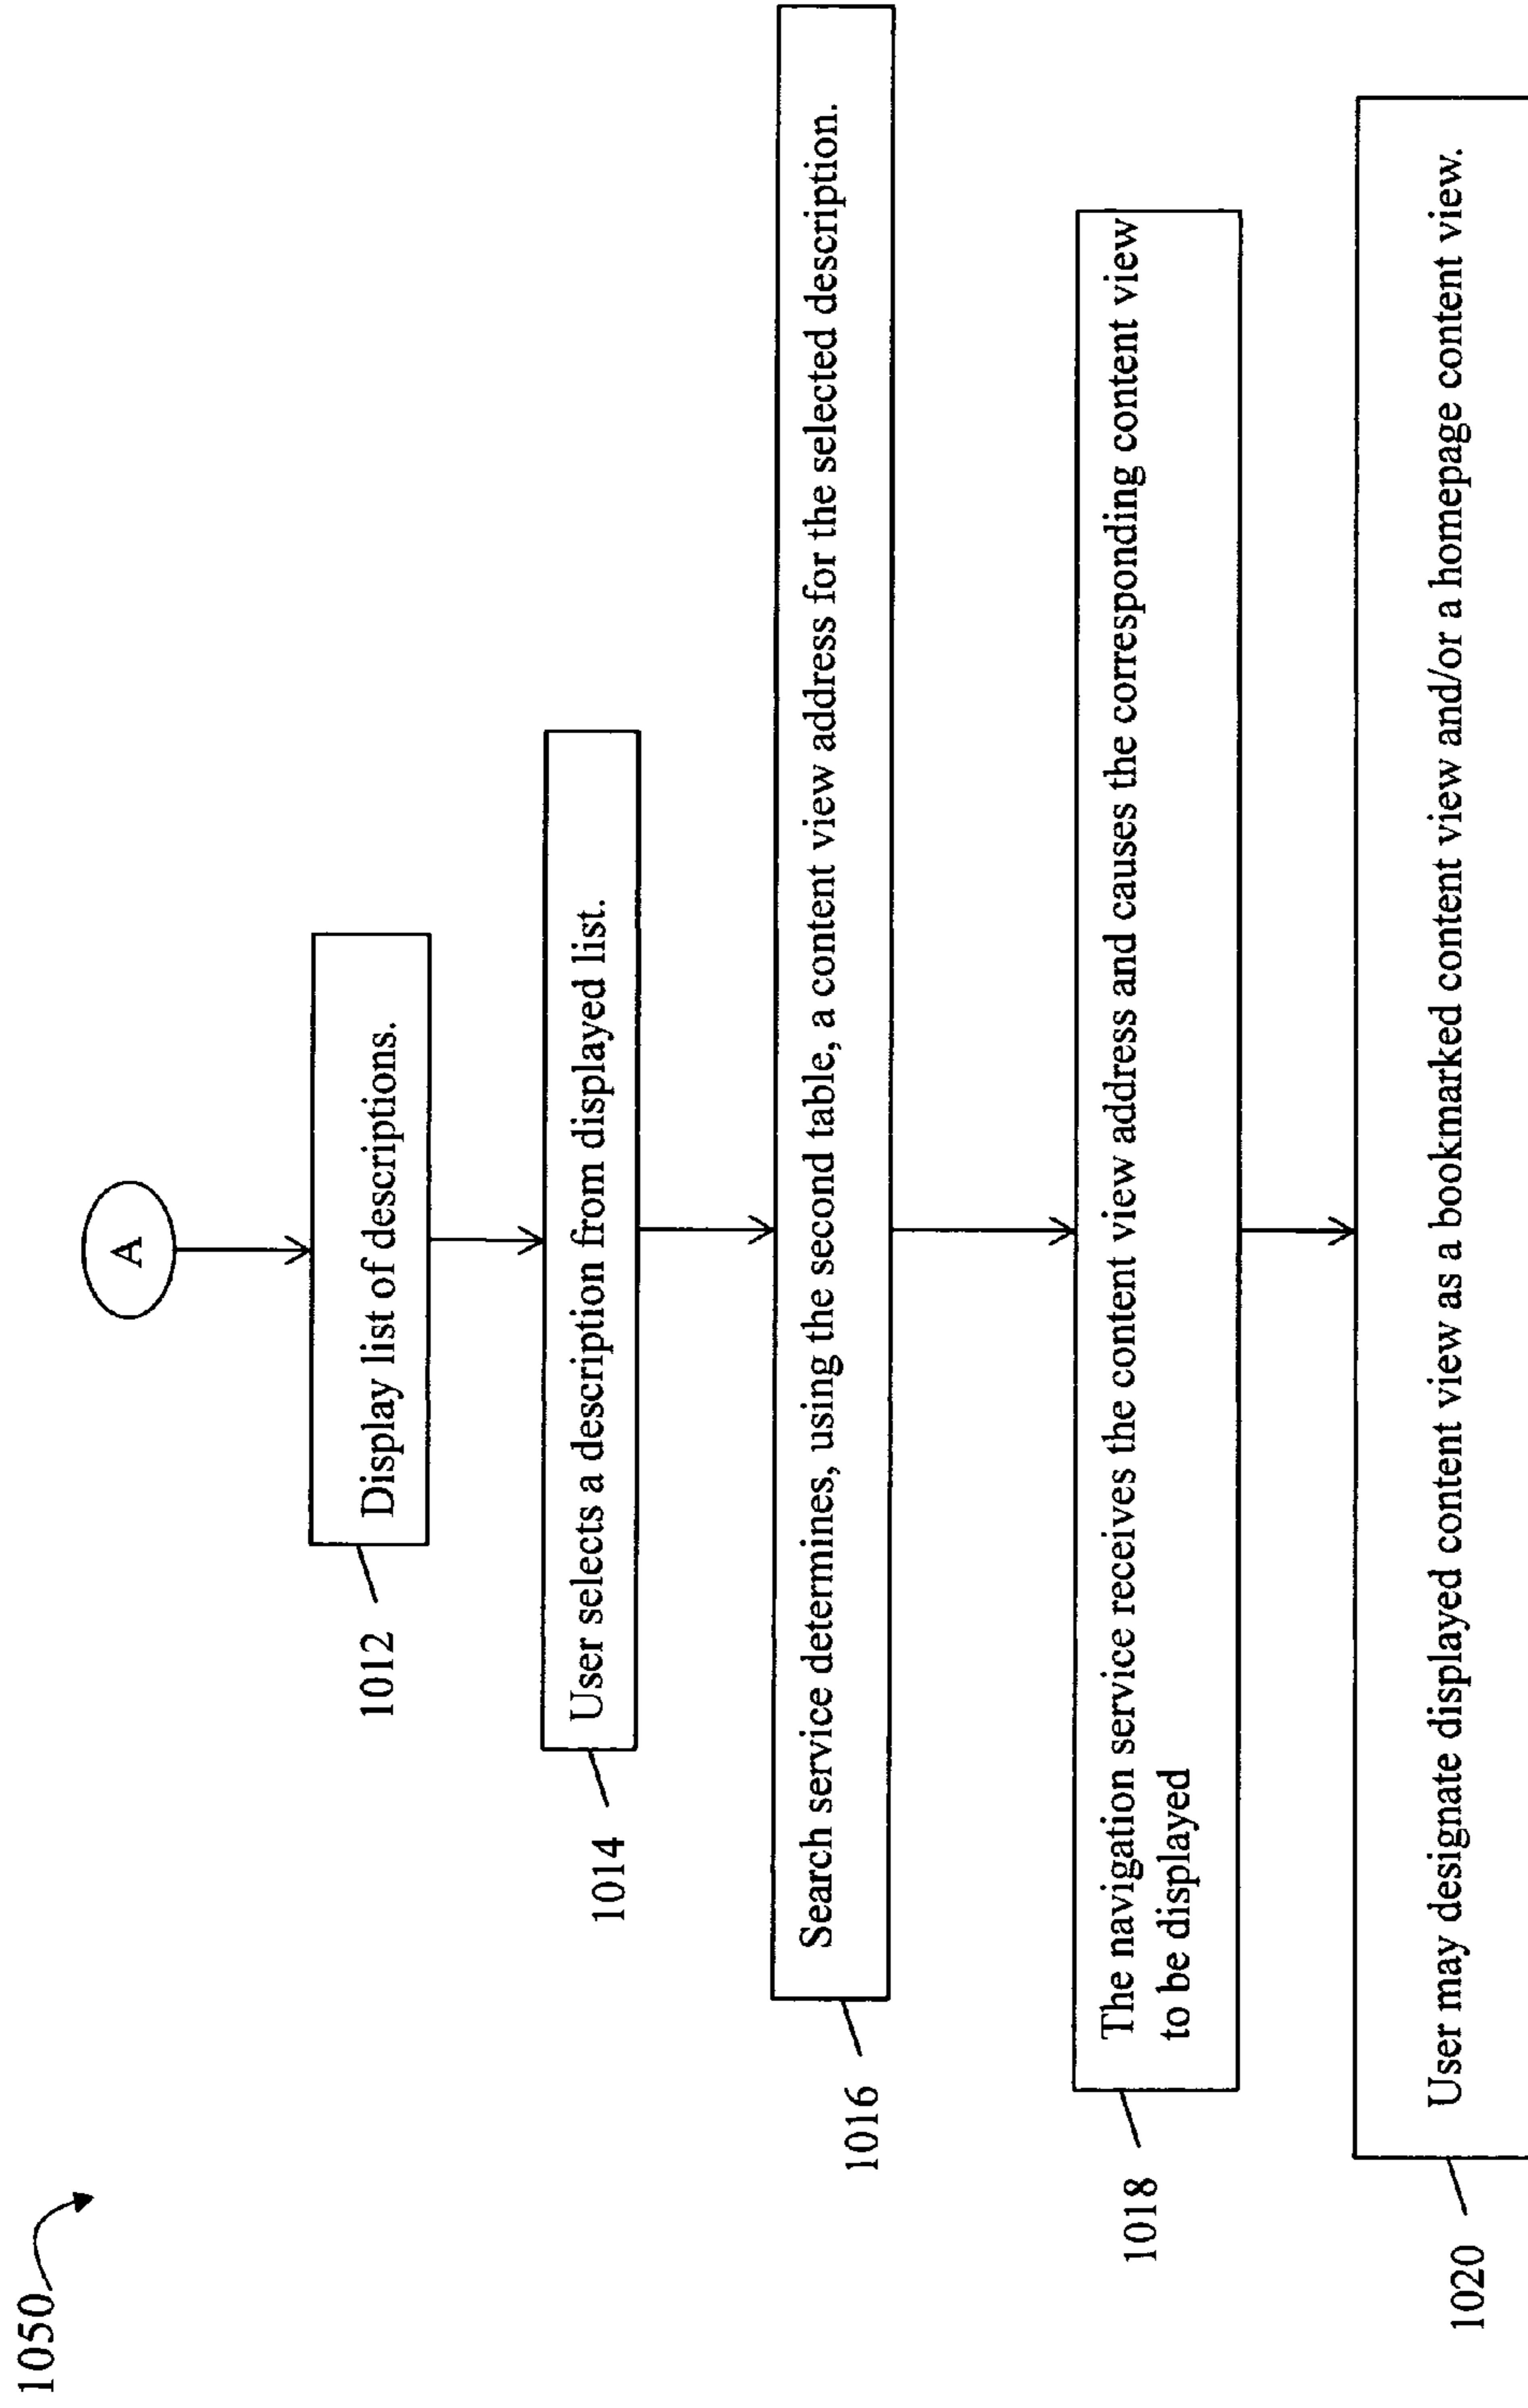 1050
A
Display list of descriptions.
1012
User selects a description from displayed list.
1014
Search service determines, using the second table, a content view address for the selected description.
1016
The navigation service receives the content view address and causes the corresponding content view
to be displayed
1018
User may designate displayed content view as a bookmarked content view and/or a homepage content view.
1020